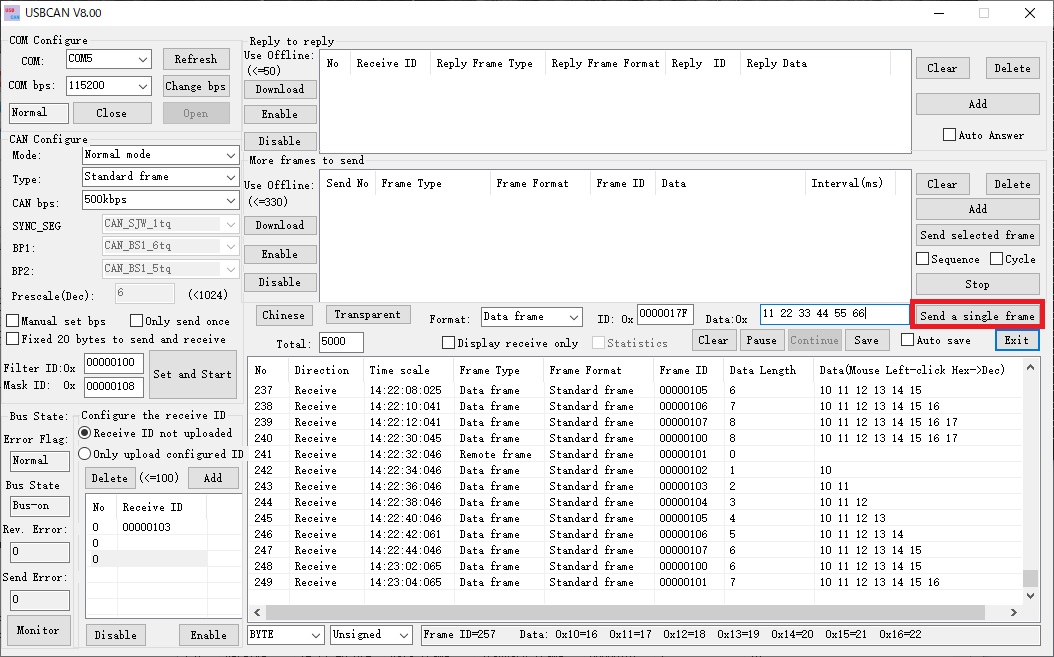 USBCAN V8.00
COM Configure
COM: COM5 Refresh
COM bps: 115200 Change bps
Normal Close Open
CAN Configure
Mode: Normal mode
Type: Standard frame
CAN bps: 500kbps
SYNC_SEG CAN_SJW_1tq
BP1: CAN_BS1_6tq
BP2: CAN_BS1_5tq
Prescale(Dec): 6 (<1024)
Manual set bps Only send once
Fixed 20 bytes to send and receive
Filter ID:0x 00000100
Mask ID: 0x 00000108
Set and Start
Bus State:
Error Flag:
Normal
Bus State
Bus-on
Rev. Error:
0
Send Error:
0
Monitor
Configure the receive ID
Receive ID not uploaded
Only upload configured ID
Delete (<=100) Add
No Receive ID
0 00000103
0
0
Disable Enable
Reply to reply
Use Offline:
(<=50)
Download
Enable
Disable
No Receive ID Reply Frame Type Reply Frame Format Reply ID Reply Data
Clear Delete
Add
Auto Answer
More frames to send
Use Offline:
(<=330)
Download
Enable
Disable
Send No Frame Type Frame Format Frame ID Data Interval(ms)
Clear Delete
Add
Send selected frame
Sequence Cycle
Stop
Chinese Transparent Format: Data frame ID: 0x 0000017F Data:0x 11 22 33 44 55 66 Send a single frame
Total: 5000 Display receive only Statistics Clear Pause Continue Save Auto save Exit
No Direction Time scale Frame Type Frame Format Frame ID Data Length Data(Mouse Left-click Hex->Dec)
237 Receive 14:22:08:025 Data frame Standard frame 00000105 6 10 11 12 13 14 15
238 Receive 14:22:10:041 Data frame Standard frame 00000106 7 10 11 12 13 14 15 16
239 Receive 14:22:12:041 Data frame Standard frame 00000107 8 10 11 12 13 14 15 16 17
240 Receive 14:22:30:045 Data frame Standard frame 00000100 8 10 11 12 13 14 15 16 17
241 Receive 14:22:32:046 Remote frame Standard frame 00000101 0
242 Receive 14:22:34:046 Data frame Standard frame 00000102 1 10
243 Receive 14:22:36:046 Data frame Standard frame 00000103 2 10 11
244 Receive 14:22:38:046 Data frame Standard frame 00000104 3 10 11 12
245 Receive 14:22:40:046 Data frame Standard frame 00000105 4 10 11 12 13
246 Receive 14:22:42:061 Data frame Standard frame 00000106 5 10 11 12 13 14
247 Receive 14:22:44:046 Data frame Standard frame 00000107 6 10 11 12 13 14 15
248 Receive 14:23:02:065 Data frame Standard frame 00000100 6 10 11 12 13 14 15
249 Receive 14:23:04:065 Data frame Standard frame 00000101 7 10 11 12 13 14 15 16
BYTE Unsigned Frame ID=257 Data: 0x10=16 0x11=17 0x12=18 0x13=19 0x14=20 0x15=21 0x16=22